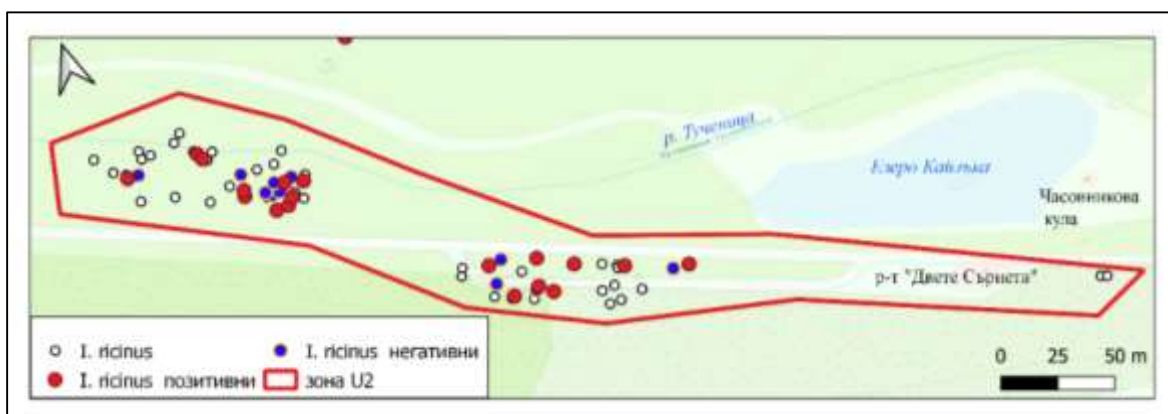 р. Тученица
Езеро Кайлъка
Часовникова
кула
р-т "Двете Сърнета"
I. ricinus
I. ricinus негативни
I. ricinus позитивни
зона U2
0 25 50 m